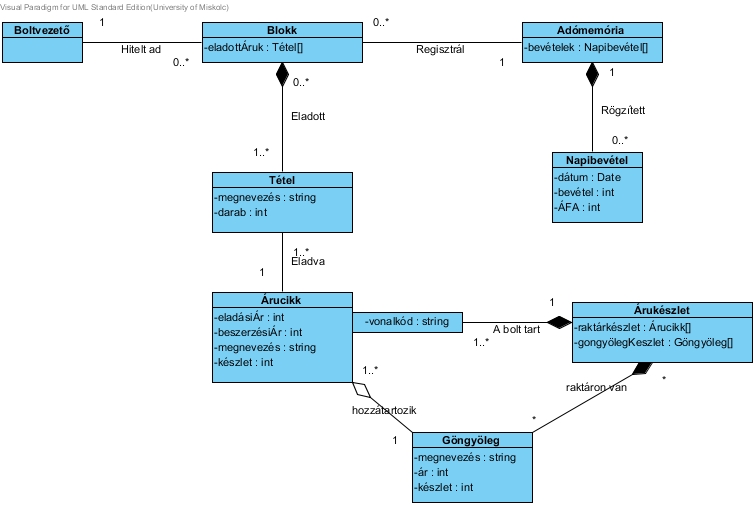 Visual Paradigm for UML Standard Edition(University of Miskolc)
Boltvezető
1
Hitelt ad
0..*
Blokk
-eladottÁruk : Tétel[]
0..*
Regisztrál
1
Adómemória
-bevételek : Napibevétel[]
0..*
Eladott
1..*
1
Rögzített
0..*
Napibevétel
-dátum : Date
-bevétel : int
-ÁFA : int
Tétel
-megnevezés : string
-darab : int
1..*
Eladva
1
Árucikk
-eladásiÁr : int
-beszerzésiÁr : int
-megnevezés : string
-készlet : int
-vonalkód : string
1
A bolt tart
1..*
Árukészlet
-raktárkészlet : Árucikk[]
-gongyölegKeszlet : Göngyöleg[]
1..*
hozzátartozik
1
*
raktáron van
*
Göngyöleg
-megnevezés : string
-ár : int
-készlet : int